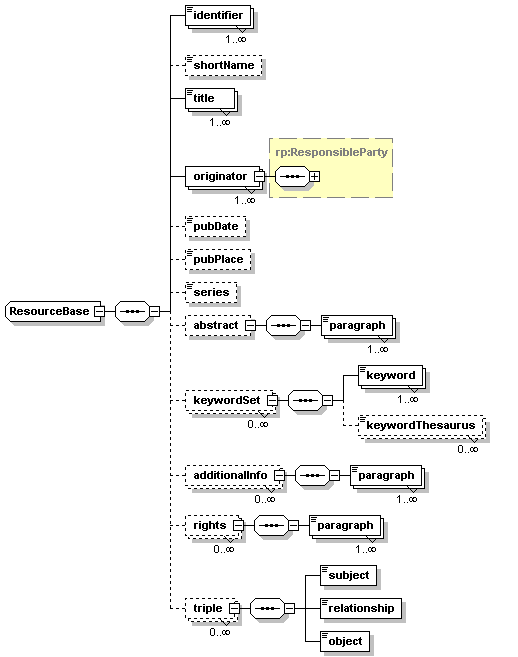 identifier
1..∞
shortName
title
1..∞
rp:ResponsibleParty
originator
1..∞
pubDate
pubPlace
series
ResourceBase
abstract
paragraph
1..∞
keywordSet
0..∞
keyword
1..∞
keywordThesaurus
0..∞
additionalInfo
0..∞
paragraph
1..∞
rights
0..∞
paragraph
1..∞
triple
0..∞
subject
relationship
object